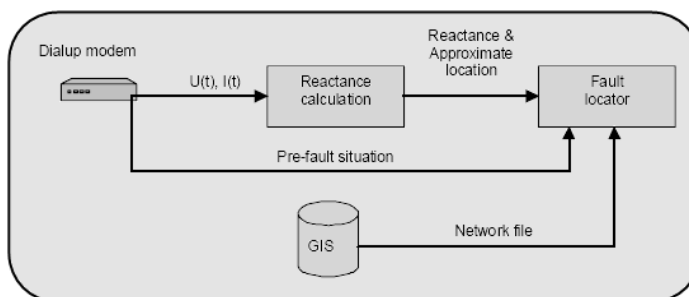 Dialup modem
U(t), I(t)
Reactance
calculation
Reactance &
Approximate
location
Fault
locator
Pre-fault situation
GIS
Network file